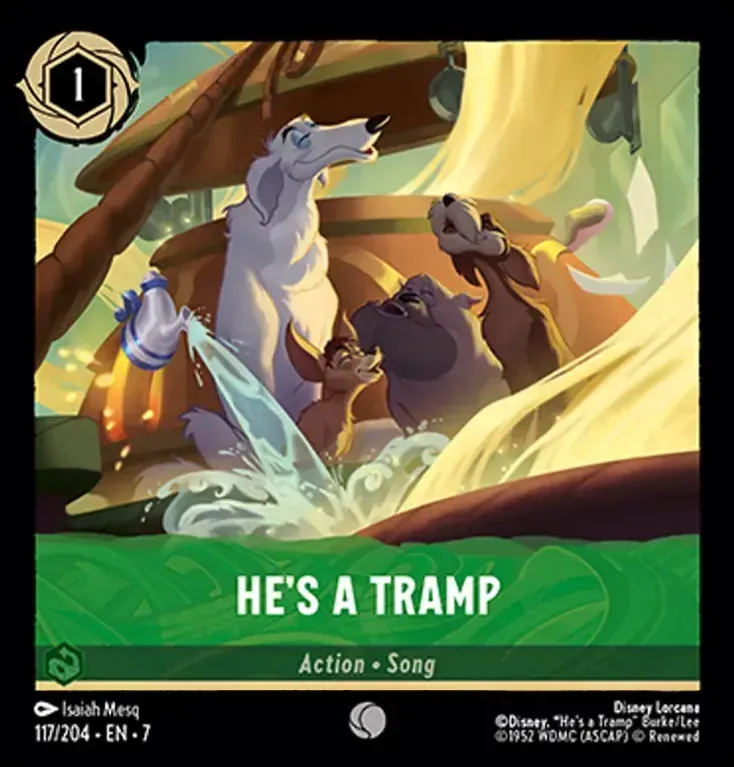 1
HE'S A TRAMP
Action • Song
Isaiah Mesq
117/204 • EN • 7
Disney Lorcana
©Disney, "He's a Tramp" Burke/Lee
©1952 WDMC (ASCAP) © Renewed